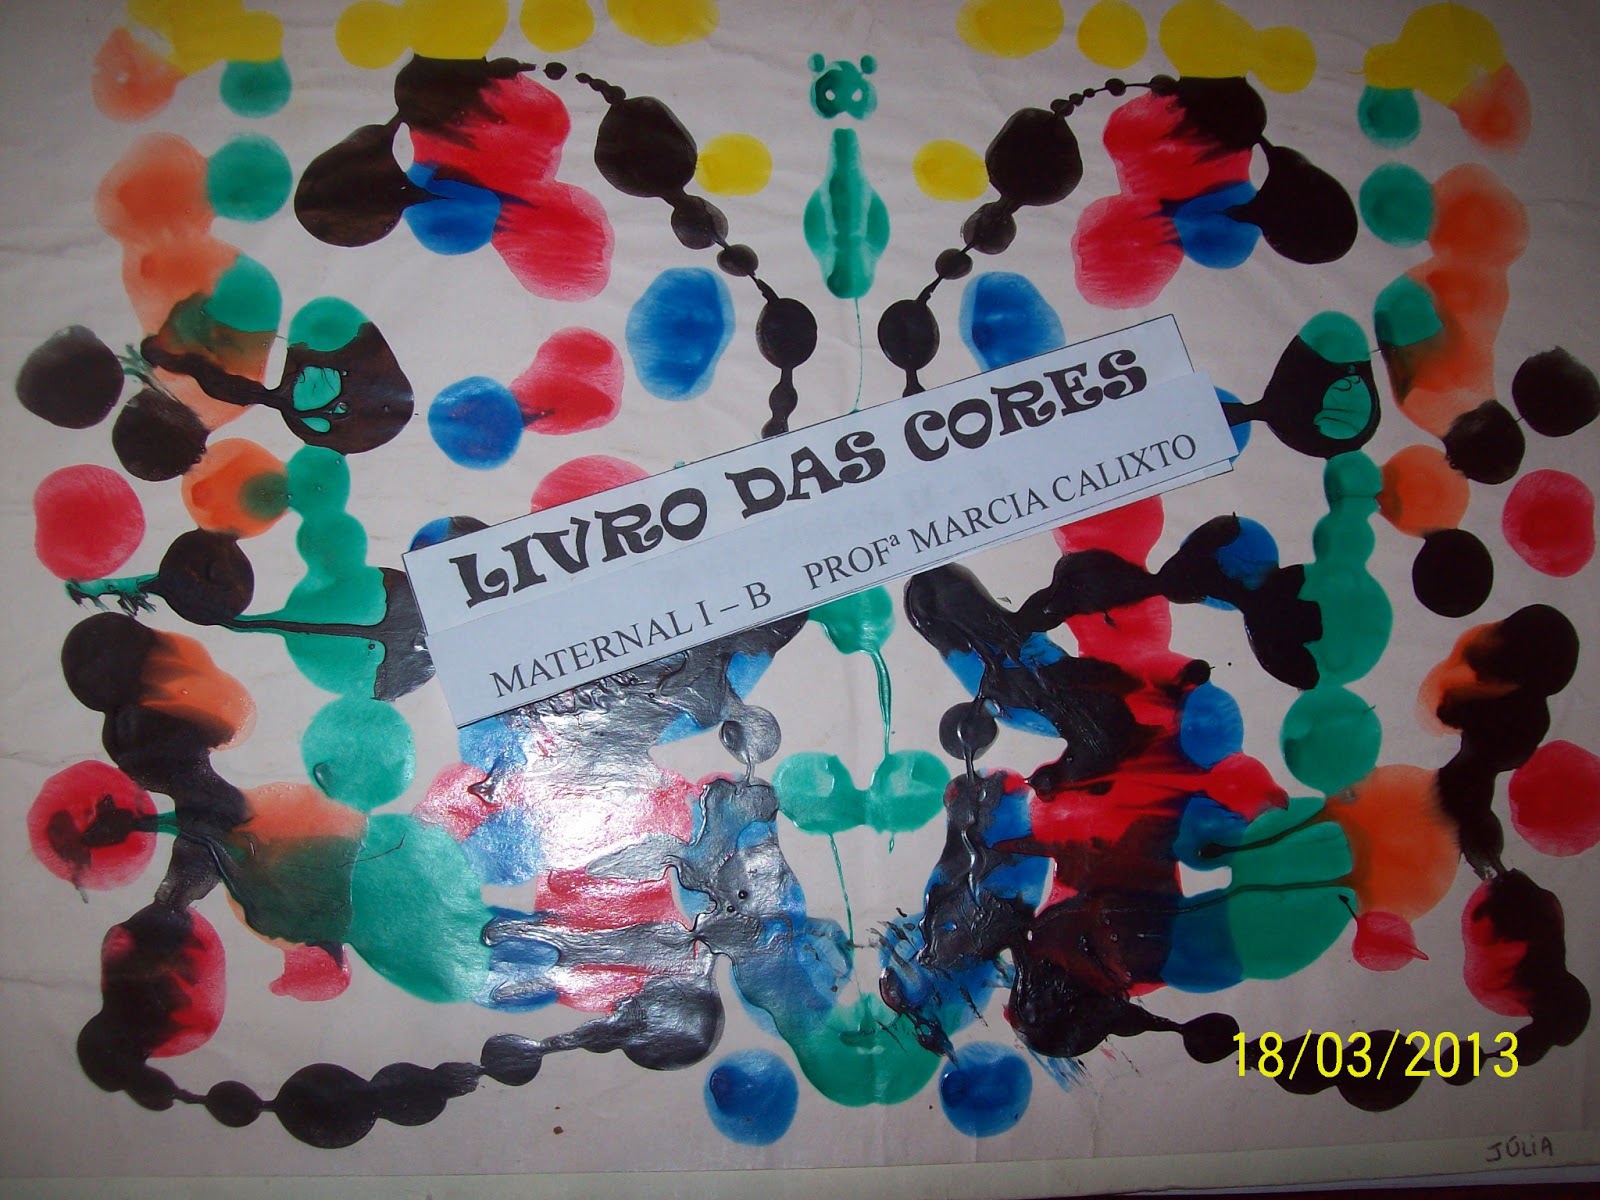 LIVRO DAS CORES
MATERNAL I – B PROFª MARCIA CALIXTO
18/03/2013
JÚLIA